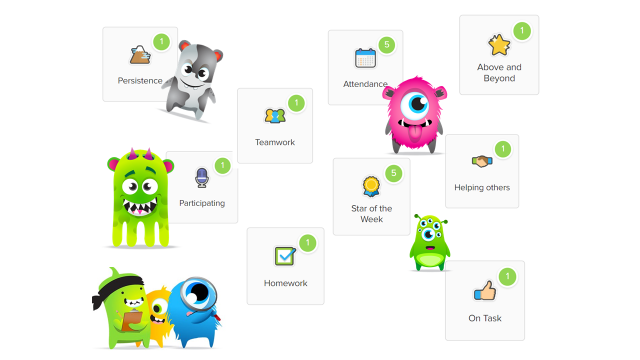 1
Persistence
1
Teamwork
1
Participating
1
Homework
5
Attendance
1
Above and
Beyond
5
Star of the
Week
1
Helping others
1
On Task